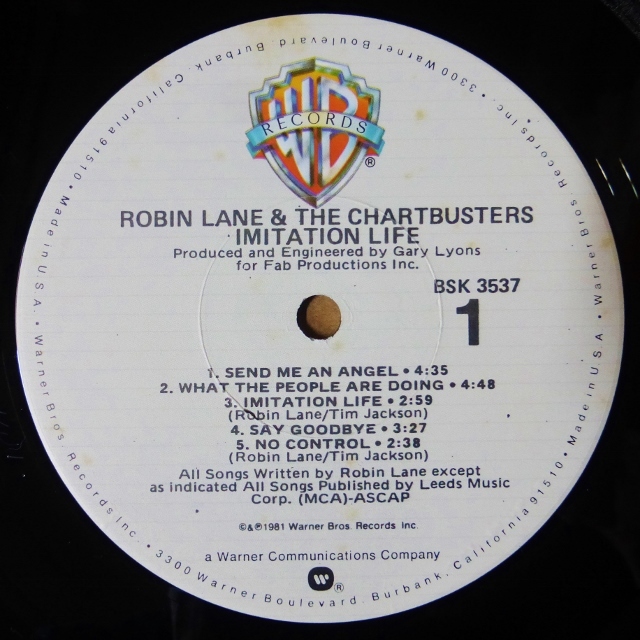 WB
RECORDS
®
ROBIN LANE & THE CHARTBUSTERS
IMITATION LIFE
Produced and Engineered by Gary Lyons
for Fab Productions Inc.
BSK 3537
1
1. SEND ME AN ANGEL • 4:35
2. WHAT THE PEOPLE ARE DOING • 4:48
3. IMITATION LIFE • 2:59
(Robin Lane/Tim Jackson)
4. SAY GOODBYE • 3:27
5. NO CONTROL • 2:38
(Robin Lane/Tim Jackson)
All Songs Written by Robin Lane except
as indicated All Songs Published by Leeds Music
Corp. (MCA)-ASCAP
©&℗1981 Warner Bros. Records Inc.
a Warner Communications Company
®
Warner Bros. Records Inc. • 3300 Warner Boulevard, Burbank, California 91510 • Made in U.S.A. •
Warner Bros. Records Inc. • 3300 Warner Boulevard, Burbank, California 91510 • Made in U.S.A. •